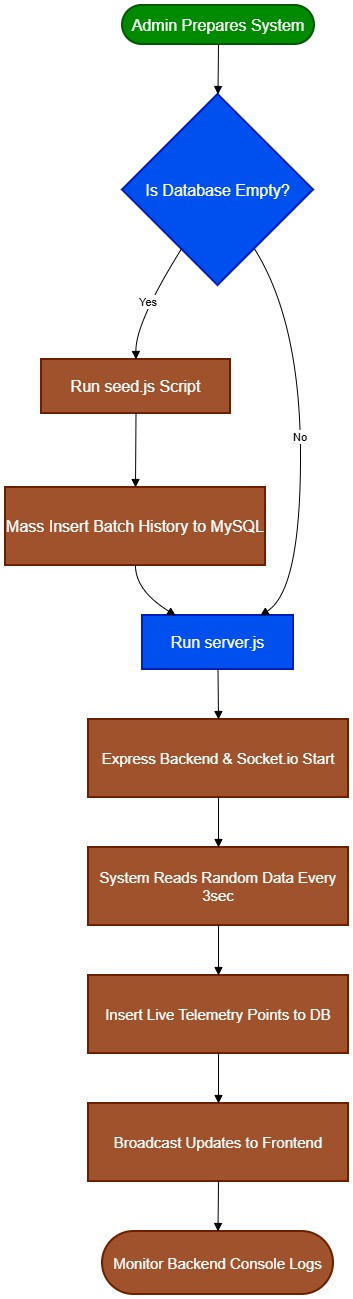 Admin Prepares System
Is Database Empty?
Yes
Run seed.js Script
No
Mass Insert Batch History to MySQL
Run server.js
Express Backend & Socket.io Start
System Reads Random Data Every
3sec
Insert Live Telemetry Points to DB
Broadcast Updates to Frontend
Monitor Backend Console Logs